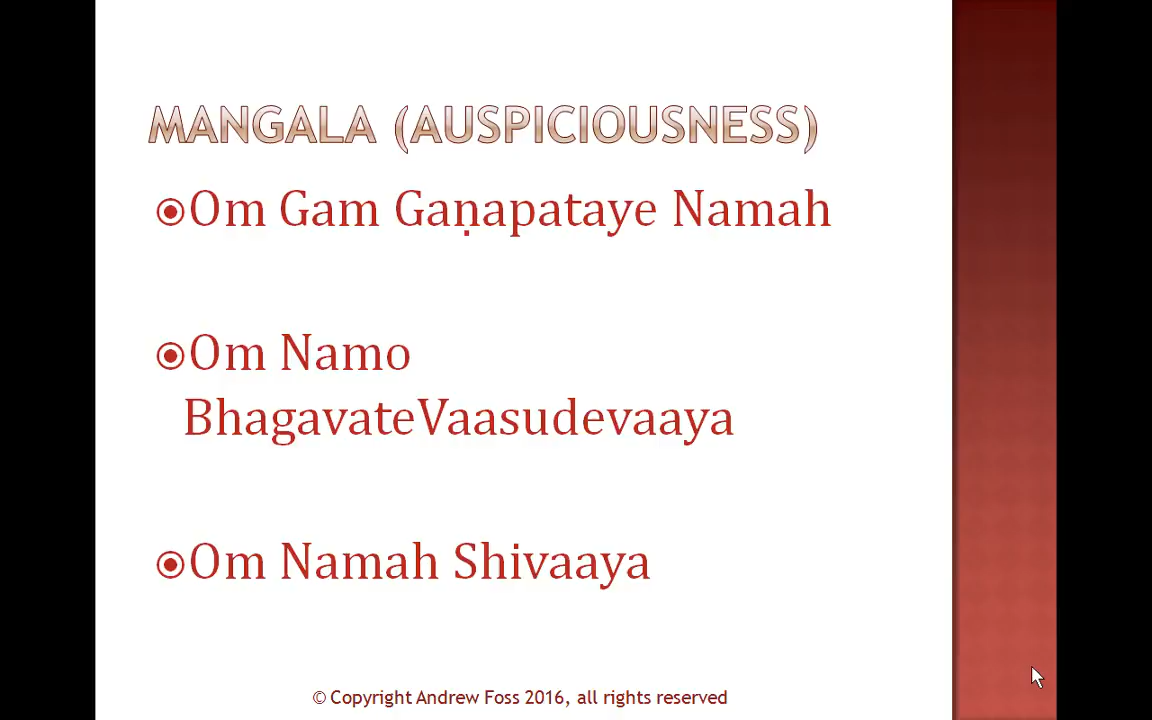 MANGALA (AUSPICIOUSNESS)
Om Gam Gaṇapataye Namah
Om Namo
BhagavateVaasudevaaya
Om Namah Shivaaya
© Copyright Andrew Foss 2016, all rights reserved